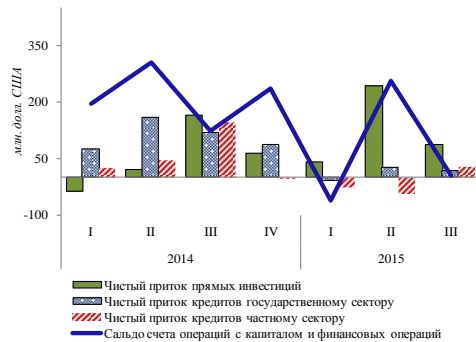 млн. долл. США
350
200
50
-100
I II III IV I II III
2014 2015
Чистый приток прямых инвестиций
Чистый приток кредитов государственному сектору
Чистый приток кредитов частному сектору
Сальдо счета операций с капиталом и финансовых операций